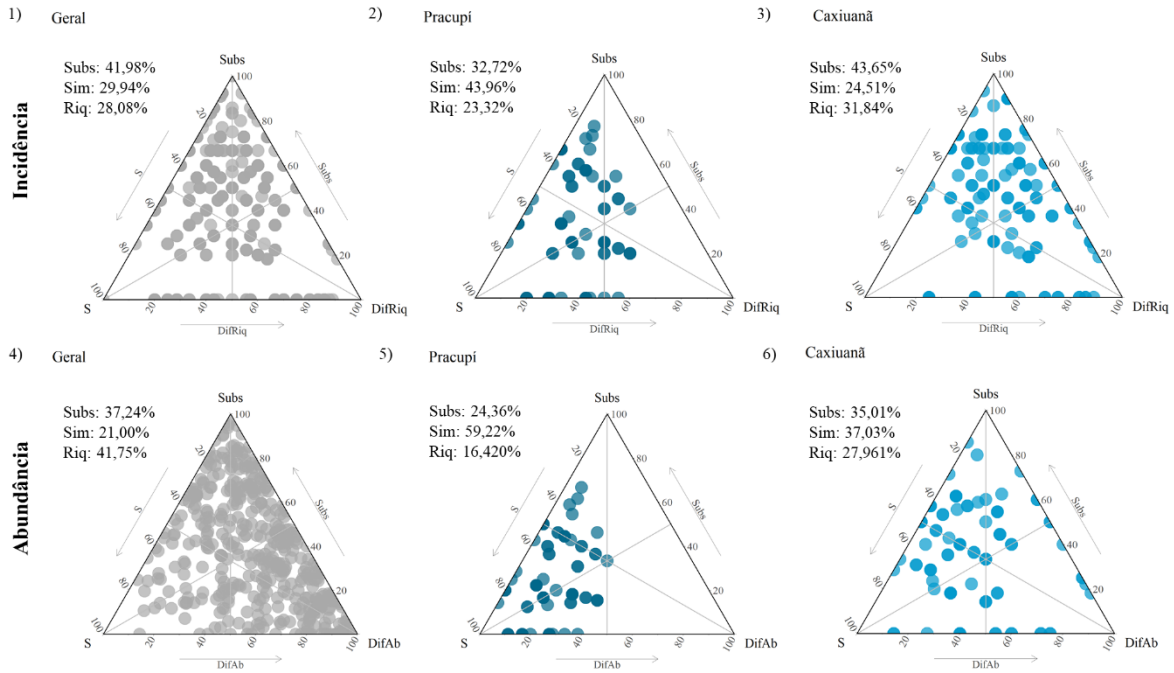 Incidência
1) Geral
Subs: 41,98%
Sim: 29,94%
Riq: 28,08%
Subs
100
20
80
40
60
S
Subs
60
40
80
20
100
S
20
40
60
80
100
DifRiq
DifRiq
2) Pracupí
Subs: 32,72%
Sim: 43,96%
Riq: 23,32%
Subs
100
20
80
40
60
S
Subs
60
40
80
20
100
S
20
40
60
80
100
DifRiq
DifRiq
3) Caxiuanã
Subs: 43,65%
Sim: 24,51%
Riq: 31,84%
Subs
100
20
80
40
60
S
Subs
60
40
80
20
100
S
20
40
60
80
100
DifRiq
DifRiq
Abundância
4) Geral
Subs: 37,24%
Sim: 21,00%
Riq: 41,75%
Subs
100
20
80
40
60
S
Subs
60
40
80
20
100
S
20
40
60
80
100
DifAb
DifAb
5) Pracupí
Subs: 24,36%
Sim: 59,22%
Riq: 16,420%
Subs
100
20
80
40
60
S
Subs
60
40
80
20
100
S
20
40
60
80
100
DifAb
DifAb
6) Caxiuanã
Subs: 35,01%
Sim: 37,03%
Riq: 27,961%
Subs
100
20
80
40
60
S
Subs
60
40
80
20
100
S
20
40
60
80
100
DifAb
DifAb